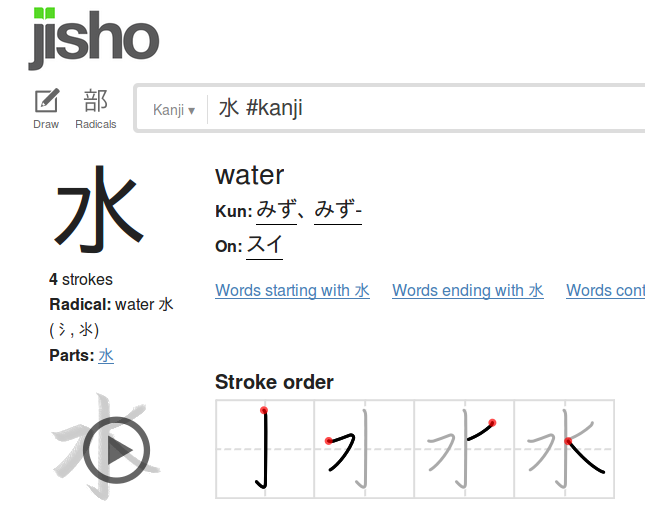 jisho
Draw
部
Radicals
Kanji ▾
水 #kanji
水
4 strokes
Radical: water 水
(氵, 氺)
Parts: 水
water
Kun: みず、 みず-
On: スイ
Words starting with 水 Words ending with 水 Words cont
Stroke order
水